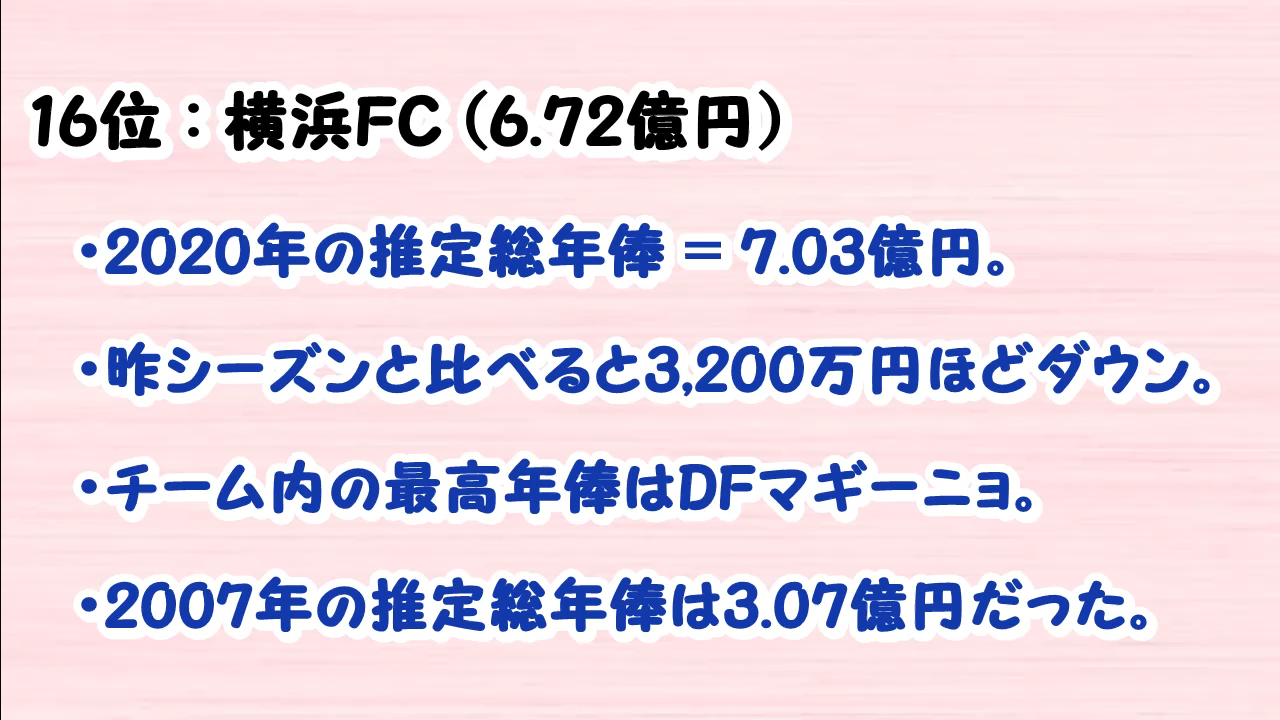 16位：横浜FC（6.72億円）
・2020年の推定総年俸＝7.03億円。
・昨シーズンと比べると3,200万円ほどダウン。
・チーム内の最高年俸はDFマギーニョ。
・2007年の推定総年俸は3.07億円だった。